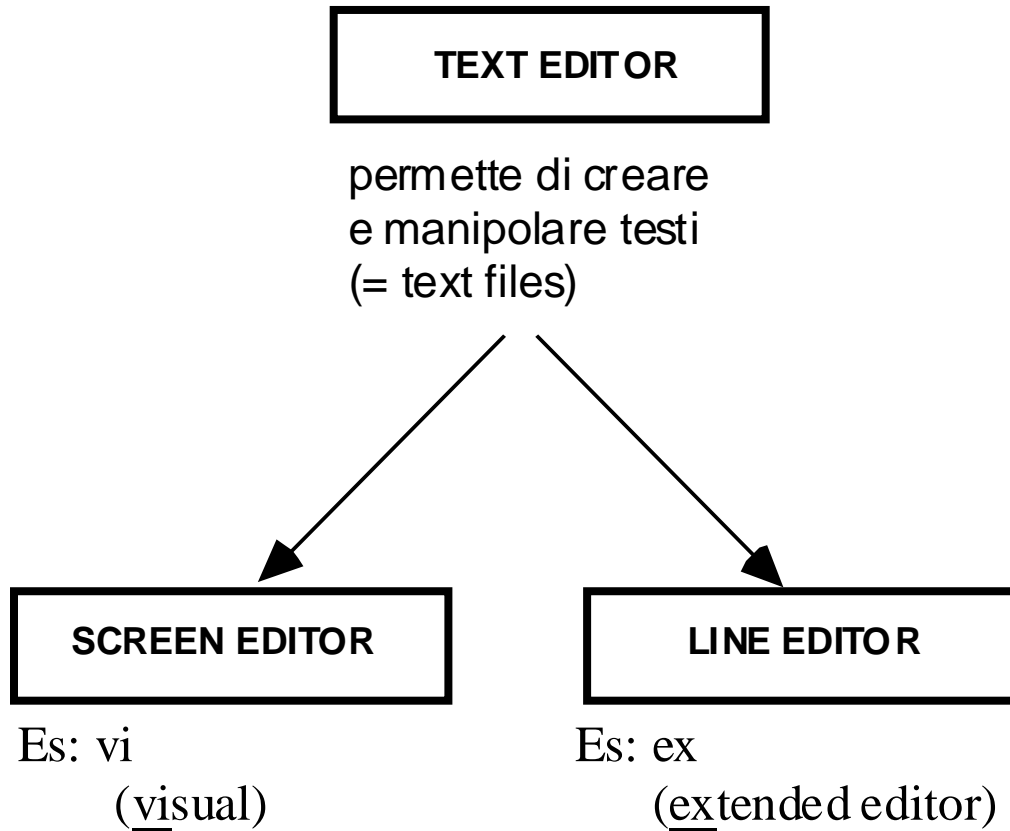 TEXT EDITOR
permette di creare
e manipolare testi
(= text files)
SCREEN EDITOR
LINE EDITOR
Es: vi
(visual)
Es: ex
(extended editor)